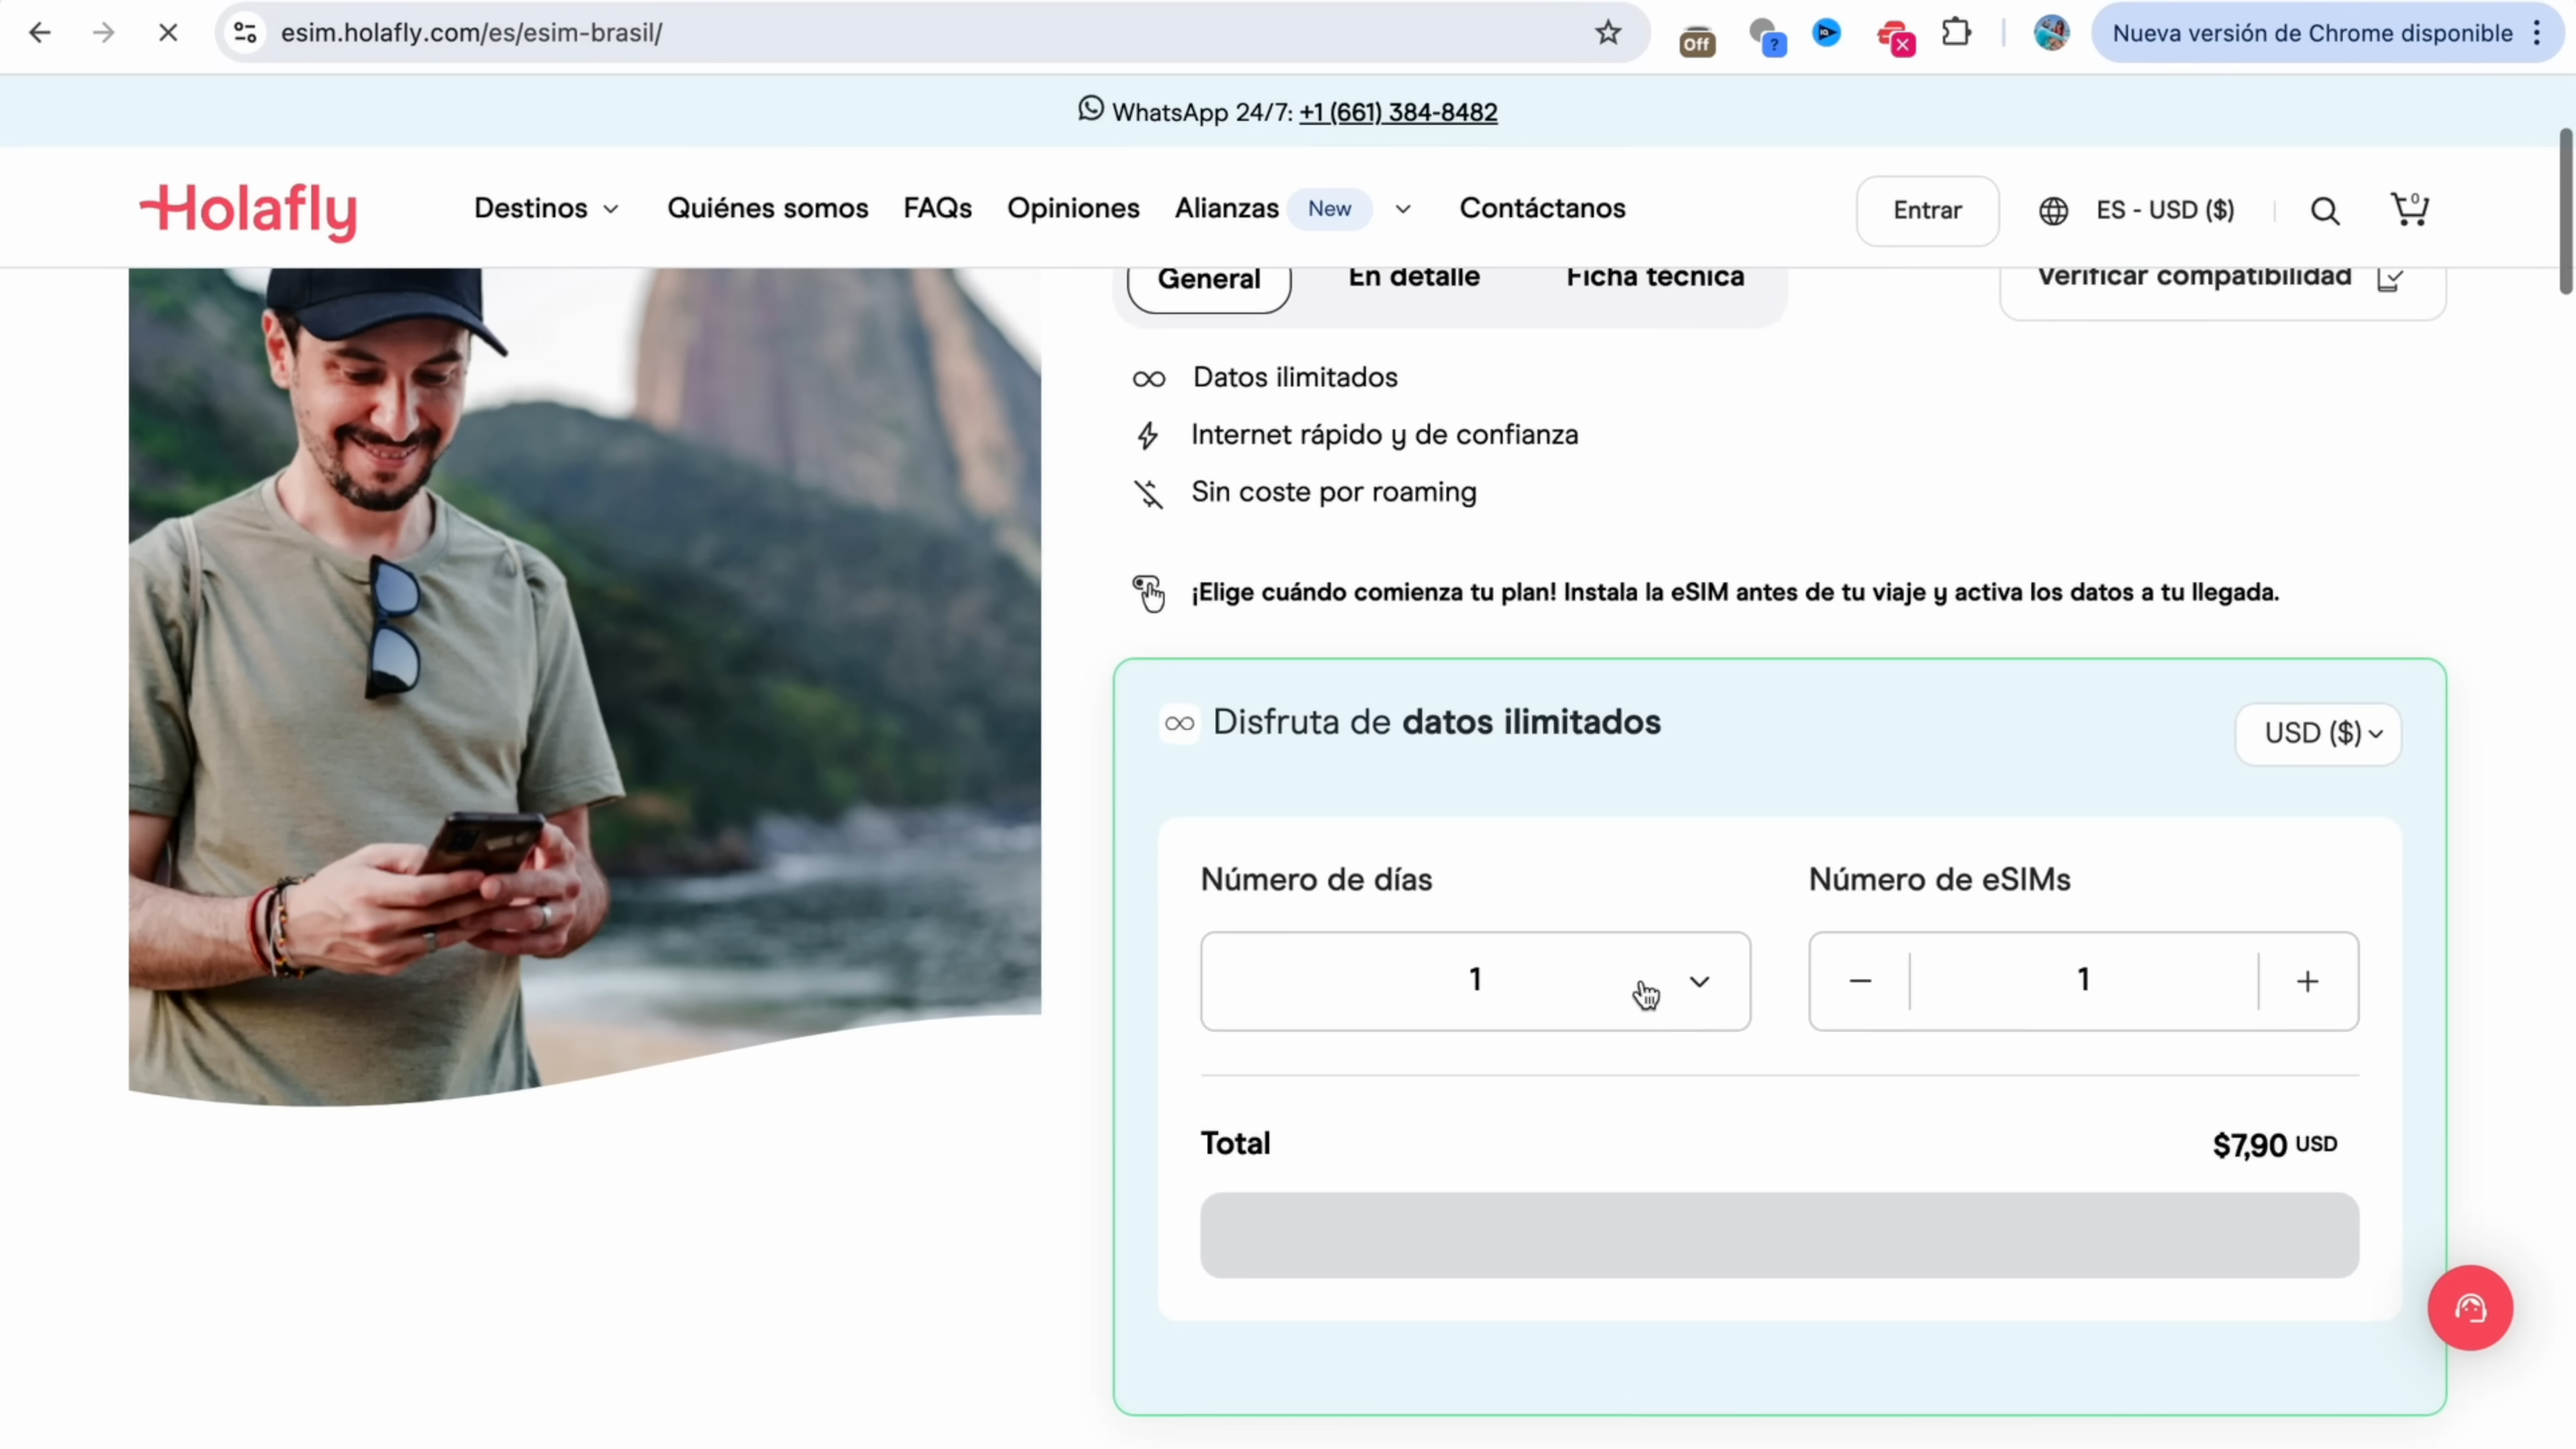 esim.holafly.com/es/esim-brasil/
Off
?
Nueva versión de Chrome disponible
WhatsApp 24/7: +1 (661) 384-8482
Holafly
Destinos
Quiénes somos
FAQs
Opiniones
Alianzas
New
Contáctanos
Entrar
ES - USD ($)
0
General
En detalle
Ficha técnica
Verificar compatibilidad
Datos ilimitados
Internet rápido y de confianza
Sin coste por roaming
¡Elige cuándo comienza tu plan! Instala la eSIM antes de tu viaje y activa los datos a tu llegada.
Disfruta de datos ilimitados
USD ($)
Número de días
Número de eSIMs
1
1
Total
$7,90 USD